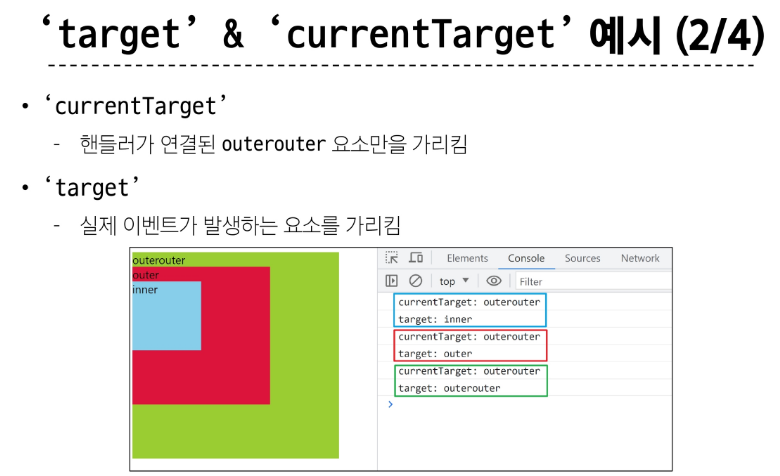 ‘target’ & ‘currentTarget’ 예시 (2/4)
• ‘currentTarget’
- 핸들러가 연결된 outerouter 요소만을 가리킴
• ‘target’
- 실제 이벤트가 발생하는 요소를 가리킴
outerouter
outer
inner
Elements Console Sources Network
top Filter
currentTarget: outerouter
target: inner
currentTarget: outerouter
target: outer
currentTarget: outerouter
target: outerouter